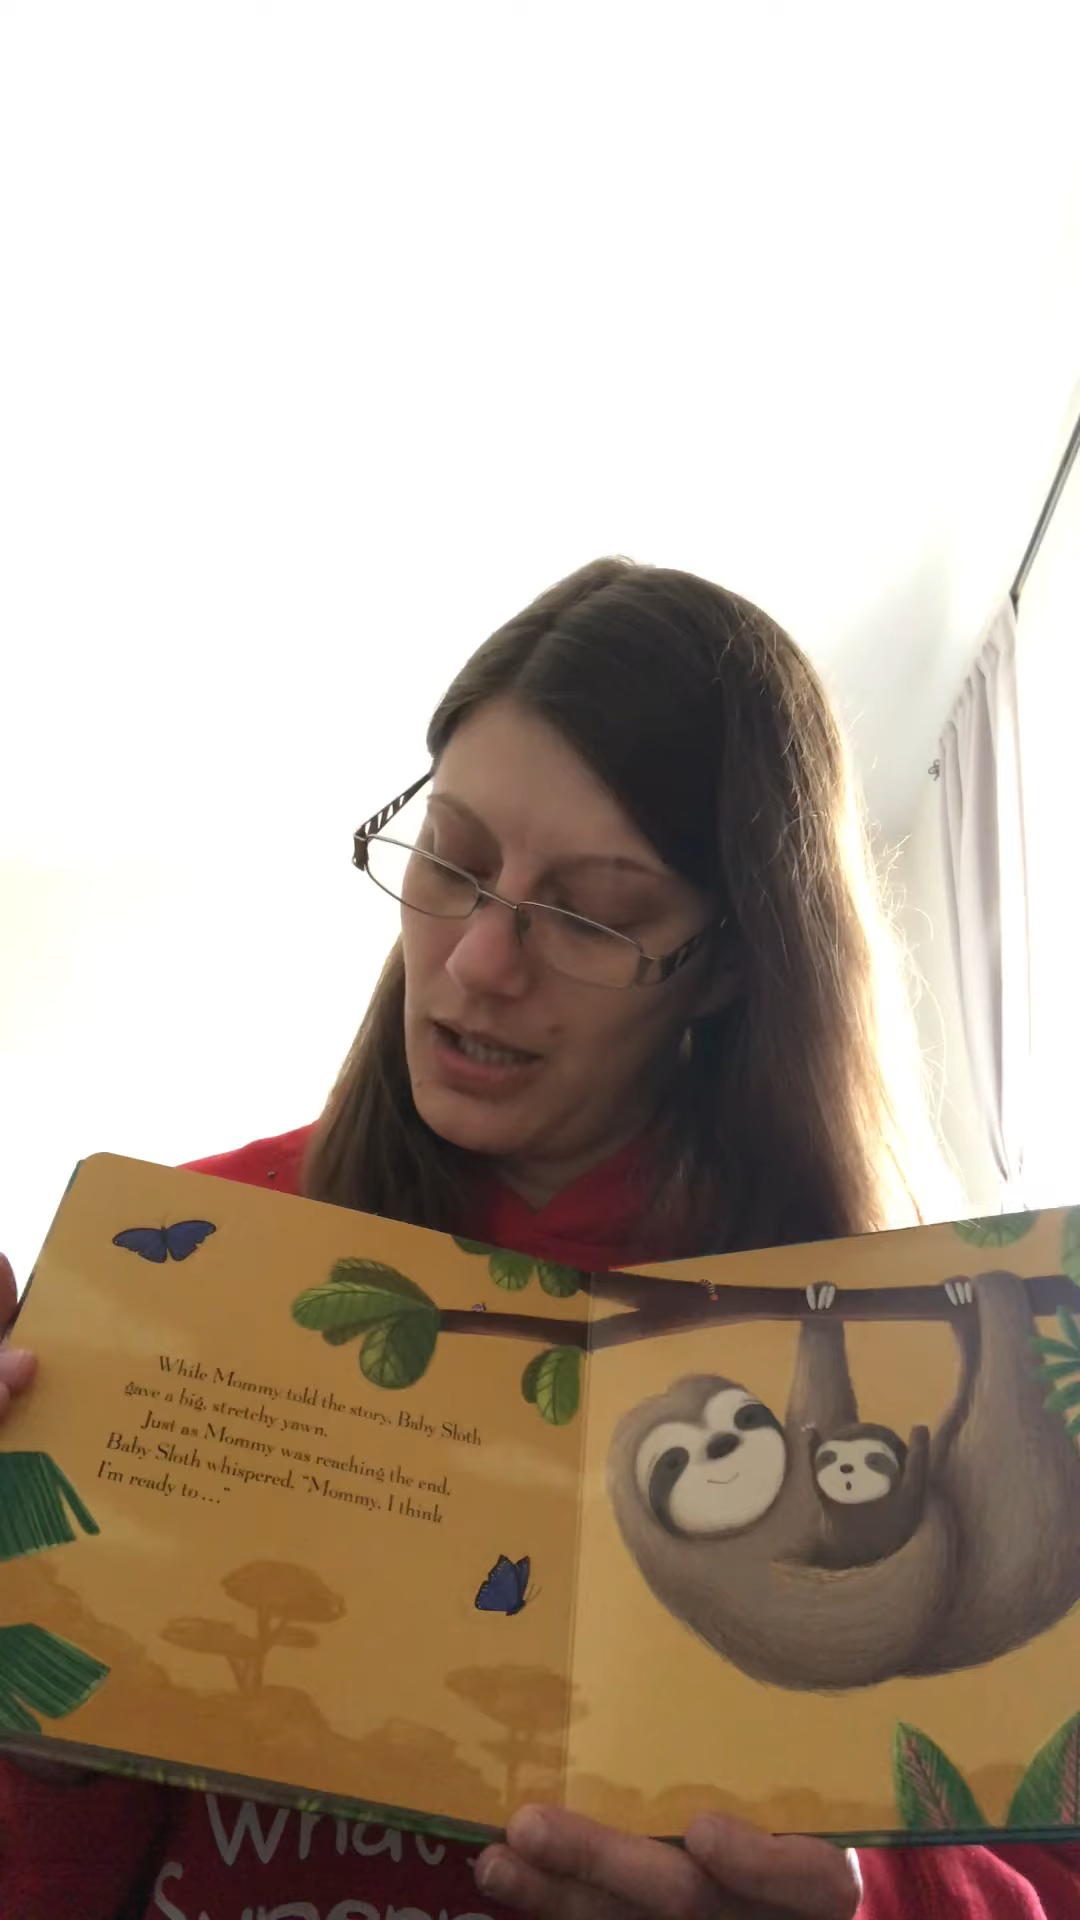 While Mommy told the story, Baby Sloth
gave a big, stretchy yawn.
Just as Mommy was reaching the end,
Baby Sloth whispered, "Mommy, I think
I'm ready to..."
What's